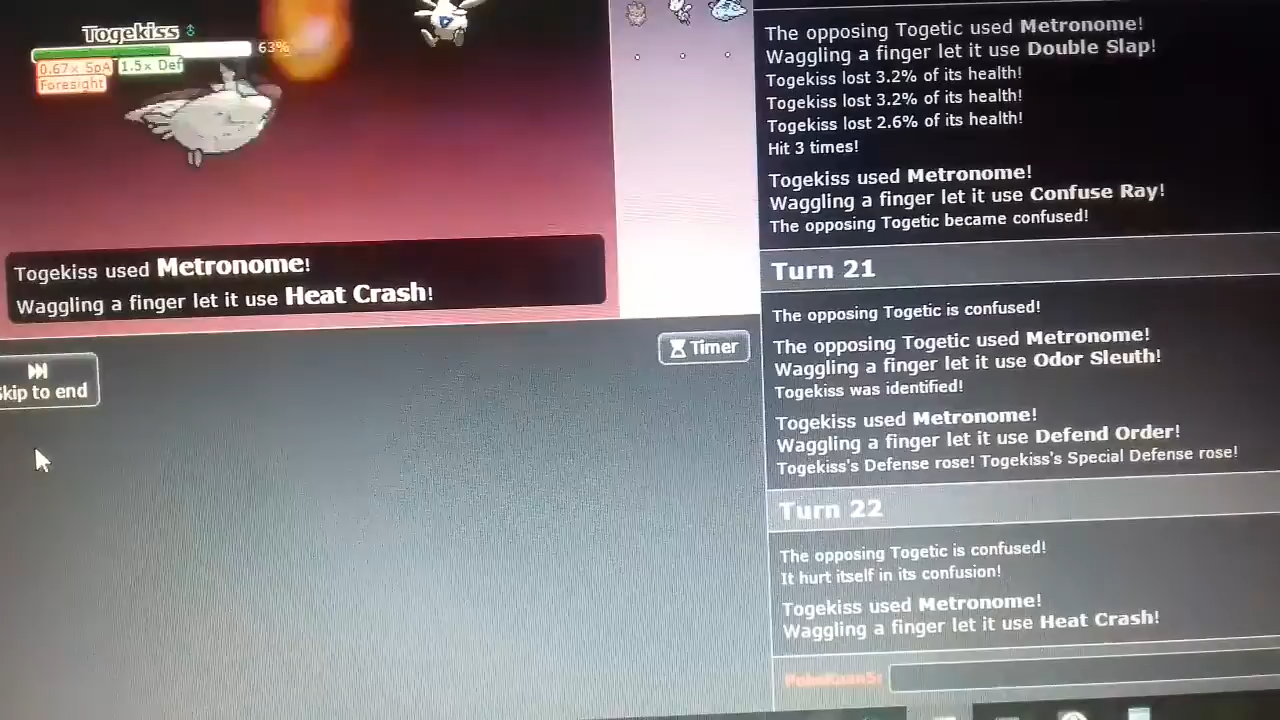 Togekiss
63%
0.67x SpA 1.5x Def
Foresight
Togekiss used Metronome!
Waggling a finger let it use Heat Crash!
Timer
Skip to end
The opposing Togetic used Metronome!
Waggling a finger let it use Double Slap!
Togekiss lost 3.2% of its health!
Togekiss lost 3.2% of its health!
Togekiss lost 2.6% of its health!
Hit 3 times!
Togekiss used Metronome!
Waggling a finger let it use Confuse Ray!
The opposing Togetic became confused!
Turn 21
The opposing Togetic is confused!
The opposing Togetic used Metronome!
Waggling a finger let it use Odor Sleuth!
Togekiss was identified!
Togekiss used Metronome!
Waggling a finger let it use Defend Order!
Togekiss's Defense rose! Togekiss's Special Defense rose!
Turn 22
The opposing Togetic is confused!
It hurt itself in its confusion!
Togekiss used Metronome!
Waggling a finger let it use Heat Crash!